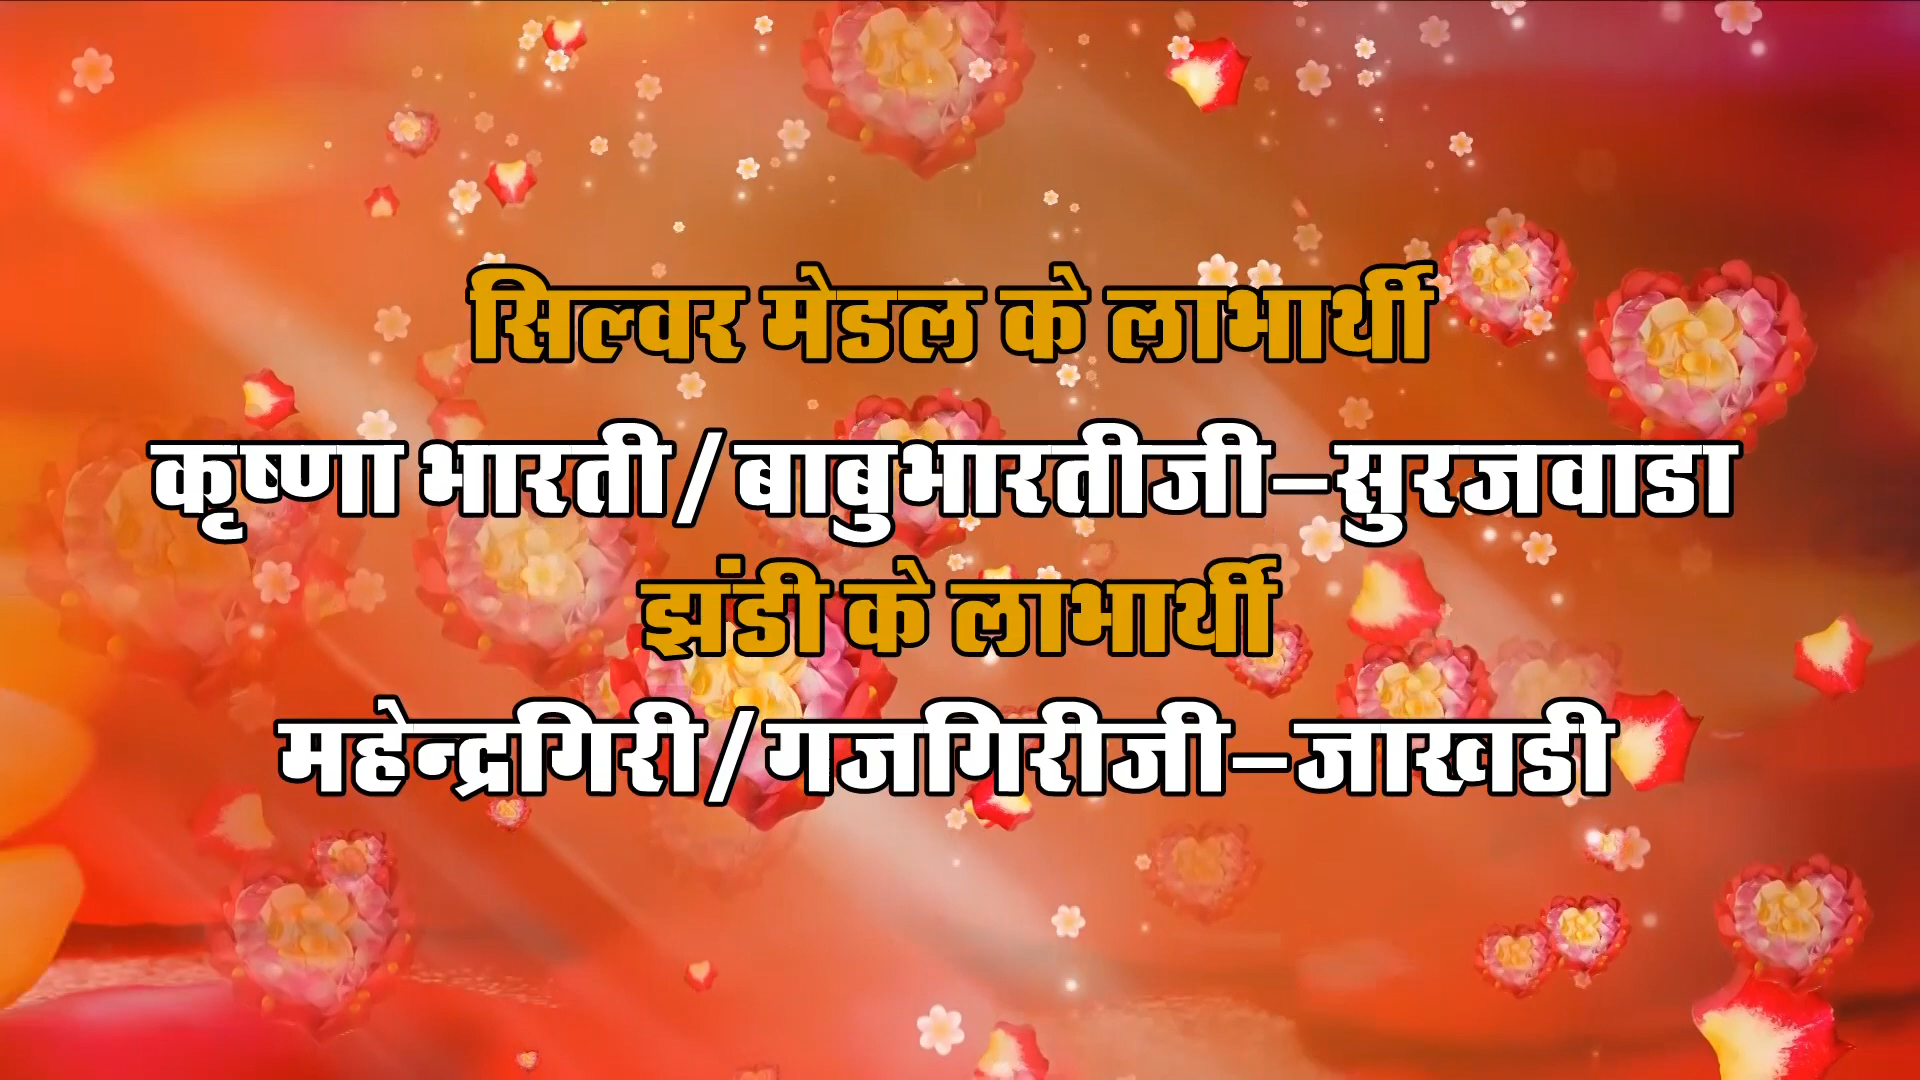 सिल्वर मेडल के लाभार्थी
कृष्णा भारती/बाबुभारतीजी-सुरजवाडा
झंडी के लाभार्थी
महेन्द्रगिरी/गजगिरीजी-जाखडी